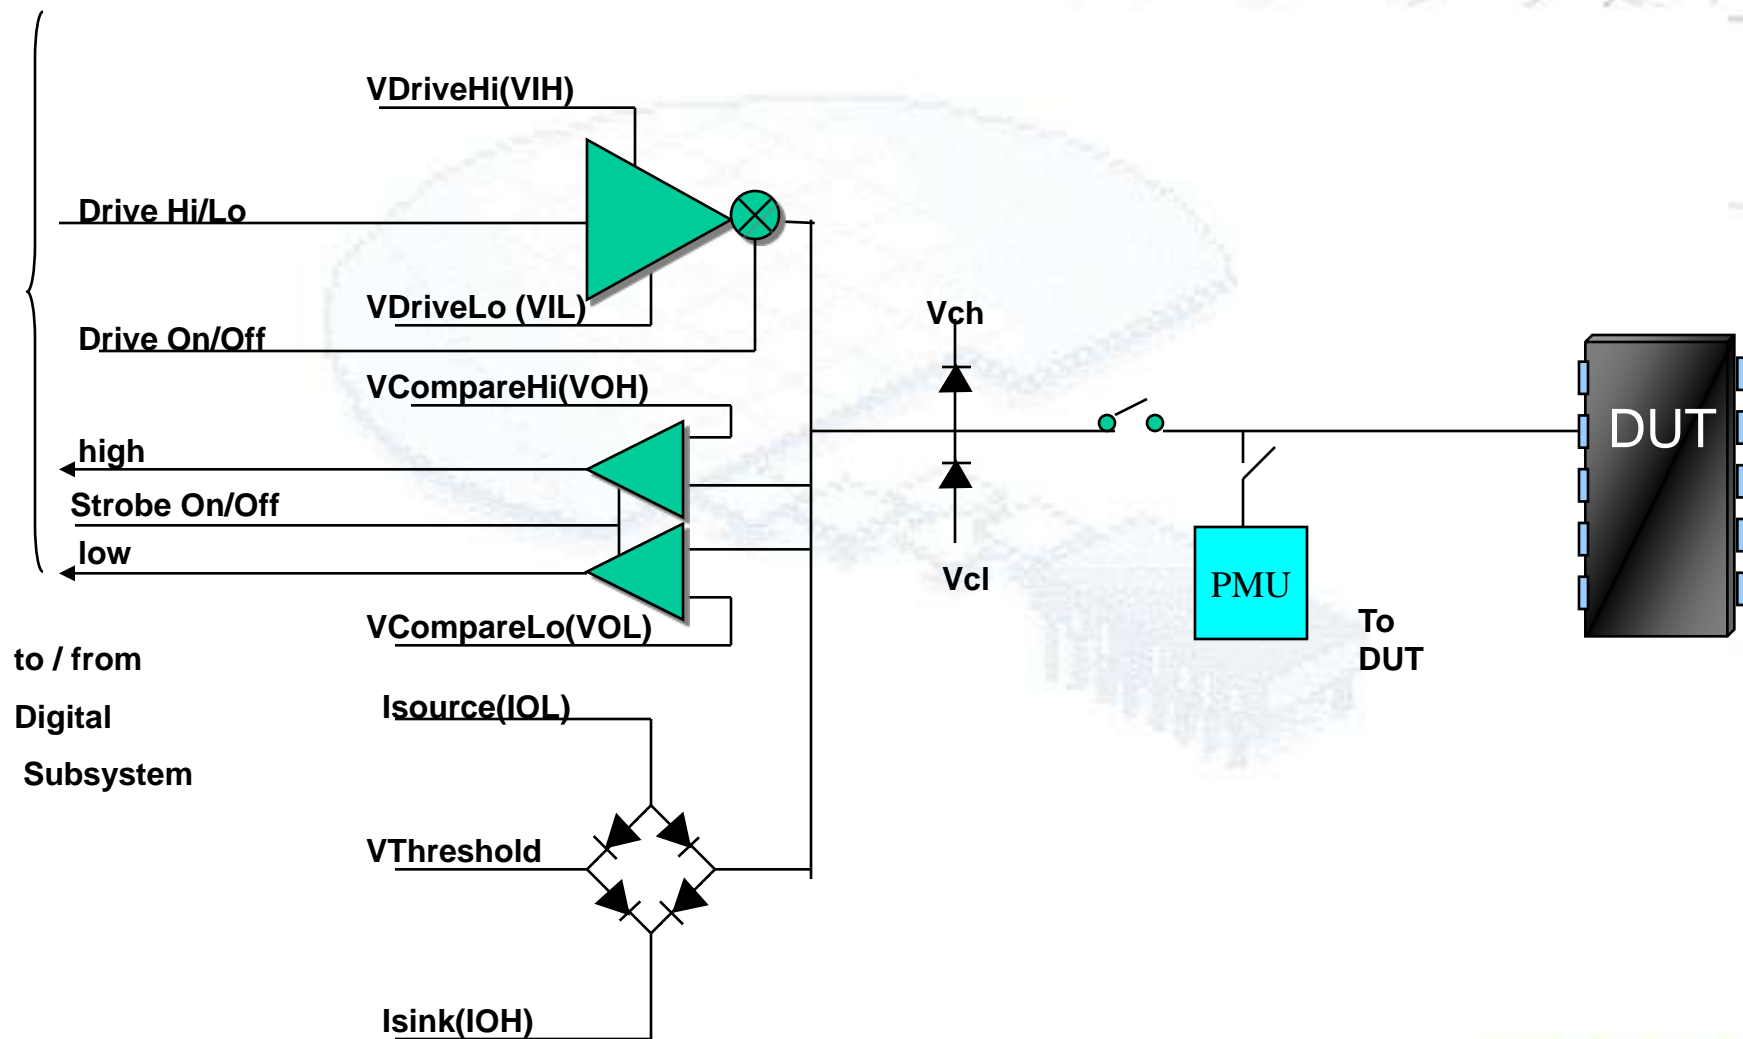 VDriveHi(VIH)
Drive Hi/Lo
VDriveLo (VIL)
Drive On/Off
Vch
VCompareHi(VOH)
DUT
high
Strobe On/Off
low
Vcl
PMU
VCompareLo(VOL)
To
DUT
to / from
Digital
Subsystem
Isource(IOL)
VThreshold
Isink(IOH)